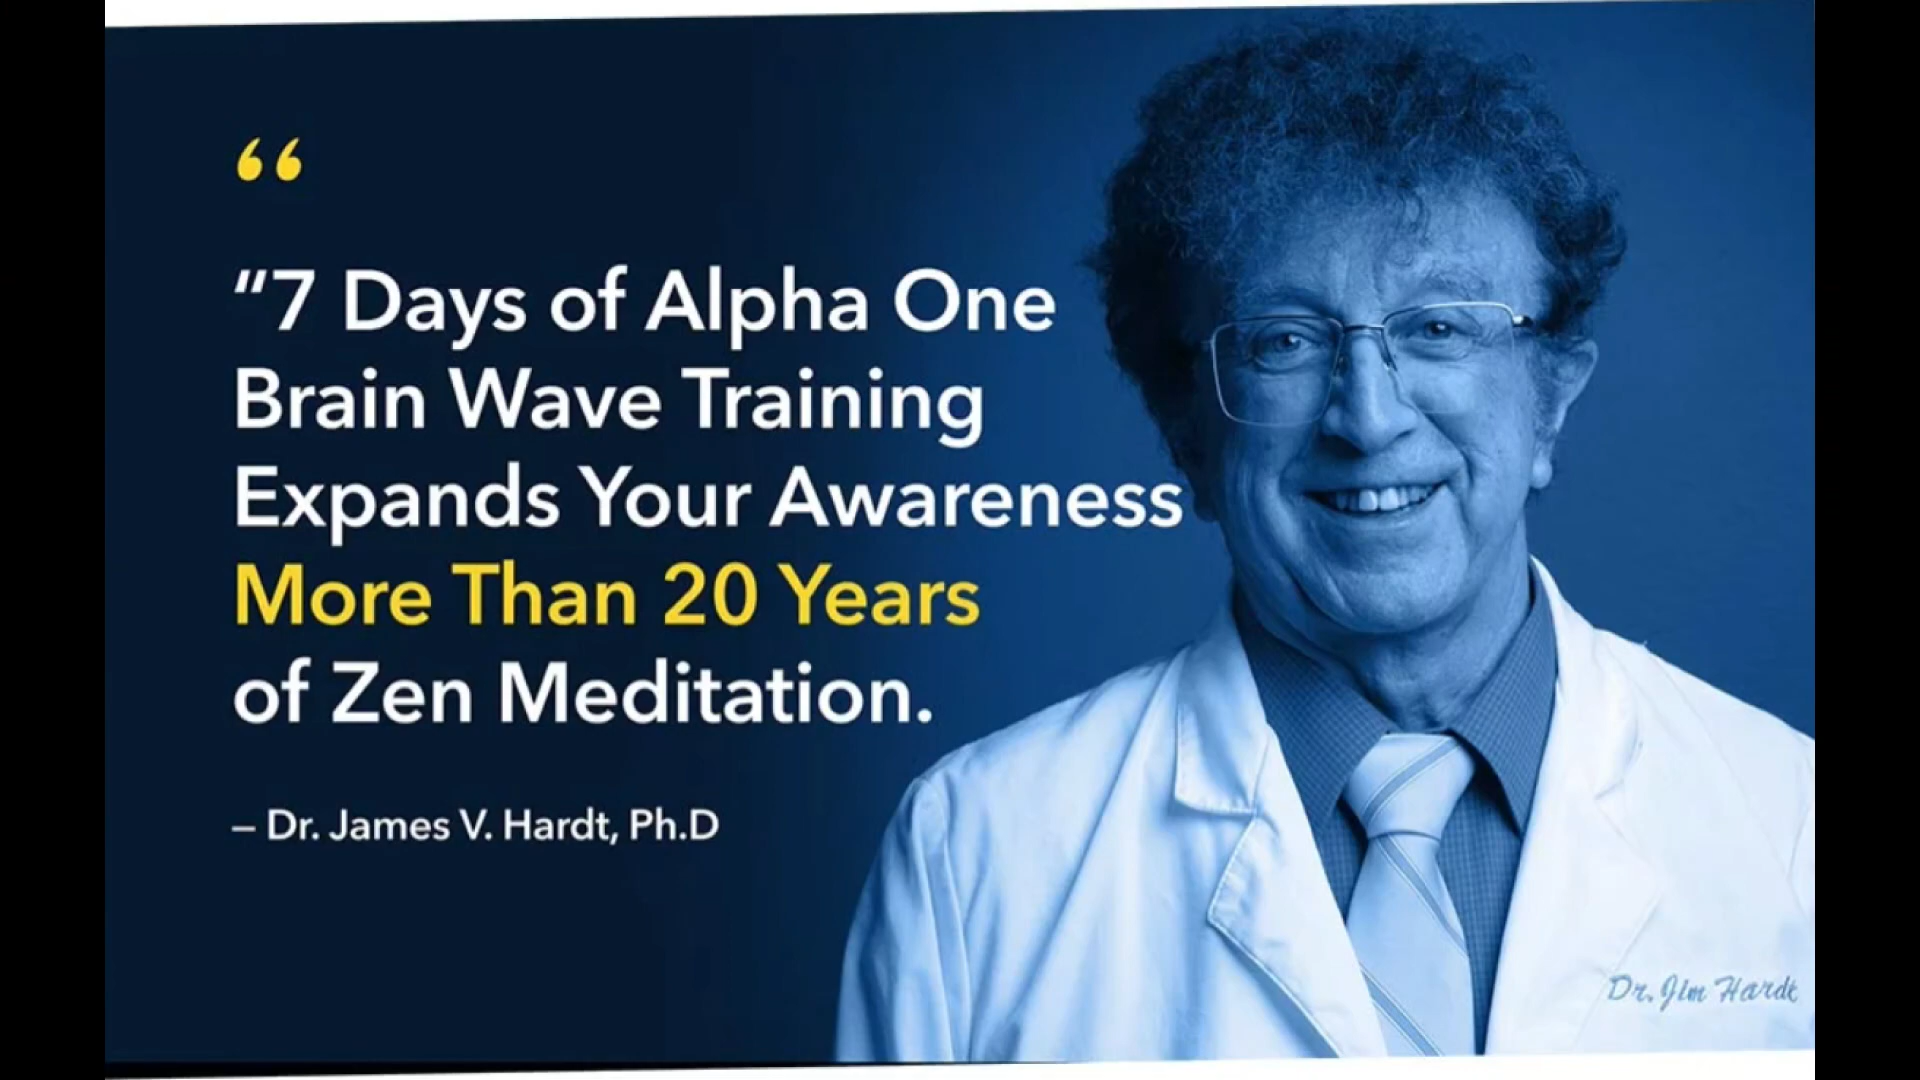 “
“7 Days of Alpha One
Brain Wave Training
Expands Your Awareness
More Than 20 Years
of Zen Meditation.
– Dr. James V. Hardt, Ph.D
Dr. Jim Hardt